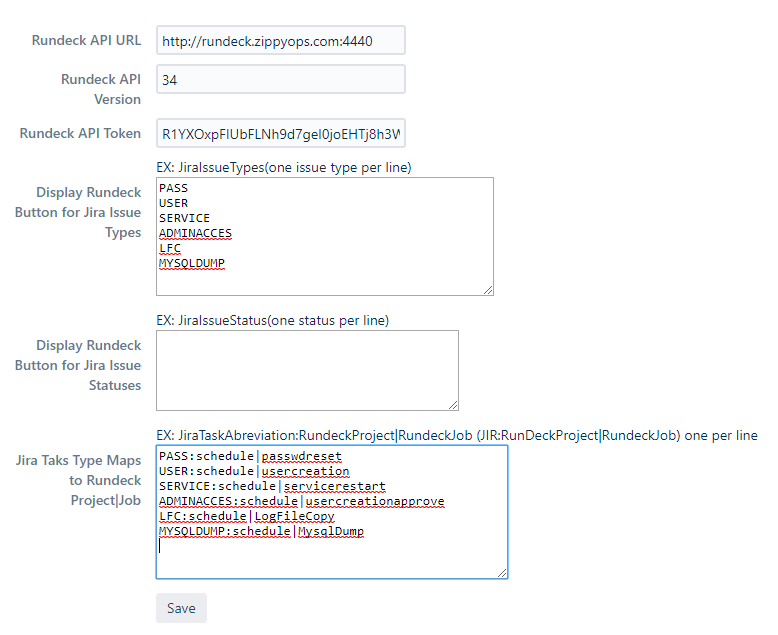 Rundeck API URL
http://rundeck.zippyops.com:4440
Rundeck API
Version
34
Rundeck API Token
EX: JiraIssueTypes(one issue type per line)
Display Rundeck
Button for Jira Issue
Types
PASS
USER
SERVICE
ADMINACCES
LFC
MYSQLDUMP
EX: JiraIssueStatus(one status per line)
Display Rundeck
Button for Jira Issue
Statuses
EX: JiraTaskAbreviation:RundeckProject|RundeckJob (JIR:RunDeckProject|RundeckJob) one per line
Jira Taks Type Maps
to Rundeck
Project|Job
PASS:schedule|passwdreset
USER:schedule|usercreation
SERVICE:schedule|servicerestart
ADMINACCES:schedule|usercreationapprove
LFC:schedule|LogFileCopy
MYSQLDUMP:schedule|MysqlDump
Save